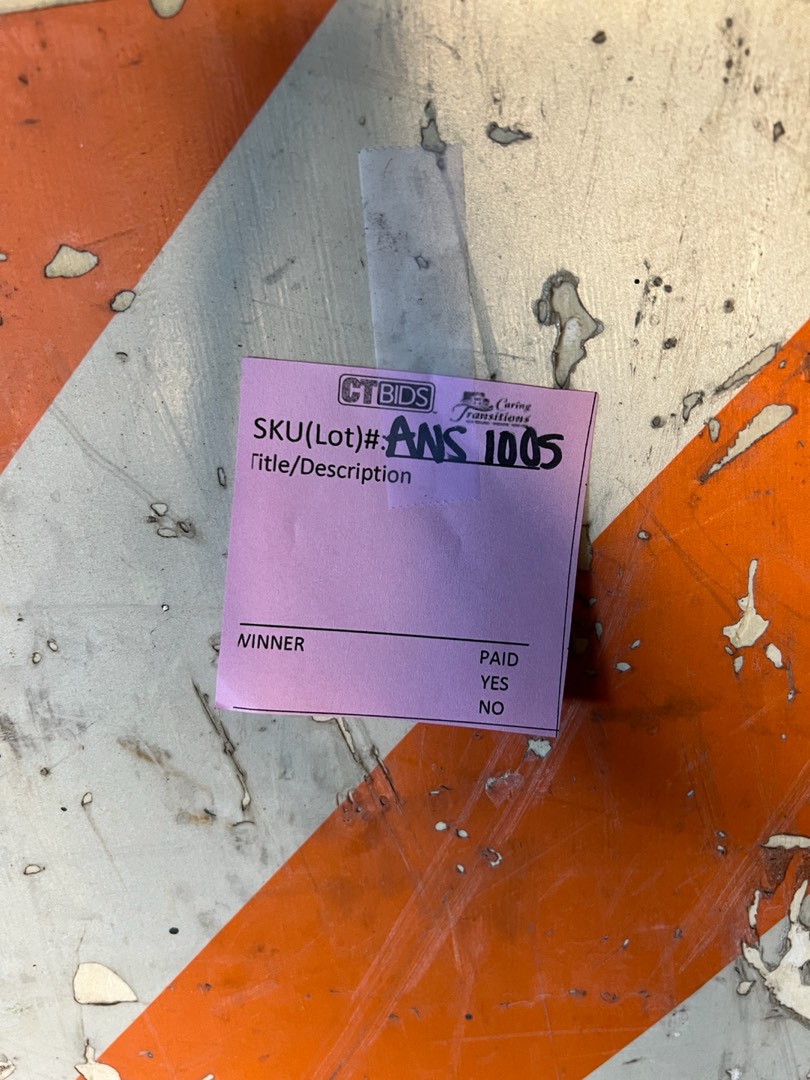 CTBIDS
Caring
Transitions
SKU(Lot)#: ANS 1005
Title/Description
WINNER
PAID
YES
NO